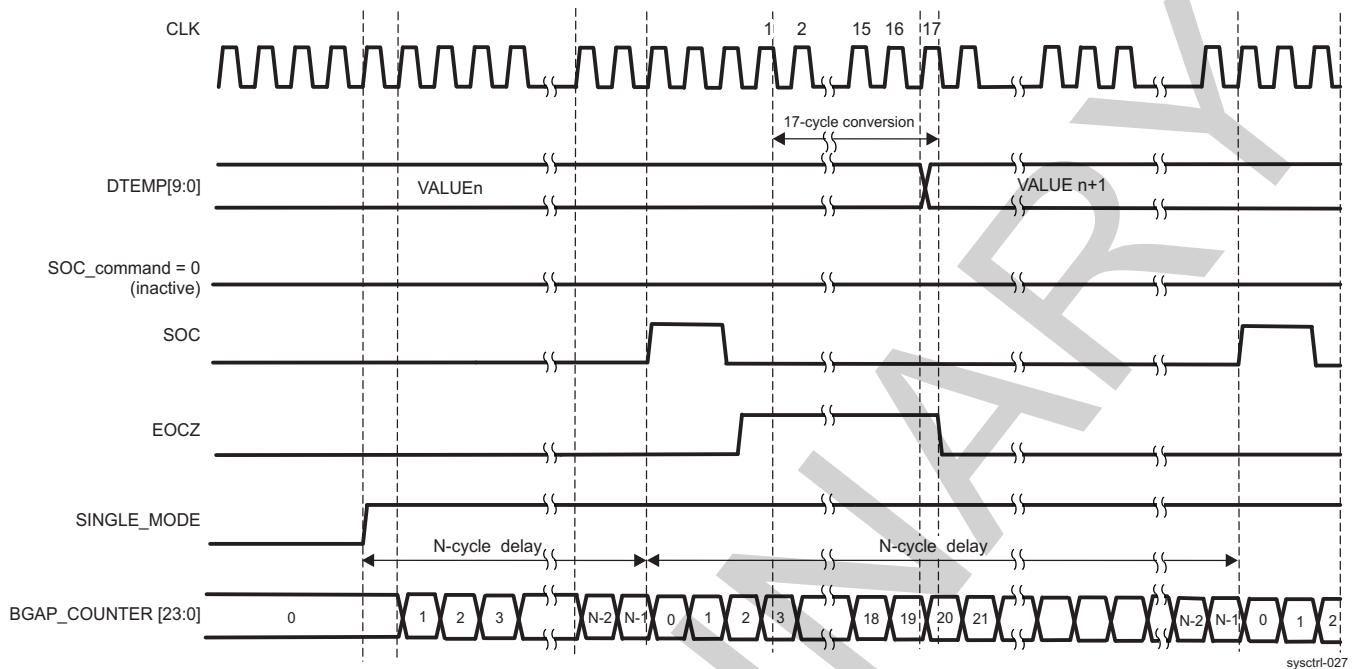 CLK
1 2 15 16 17
17-cycle conversion
DTEMP[9:0]
VALUEn
VALUE n+1
SOC_command = 0
(inactive)
SOC
EOCZ
SINGLE_MODE
N-cycle delay
N-cycle delay
BGAP_COUNTER [23:0]
0 1 2 3 N-2 N-1 0 1 2 3 18 19 20 21 N-2 N-1 0 1 2
sysctrl-027
INARY